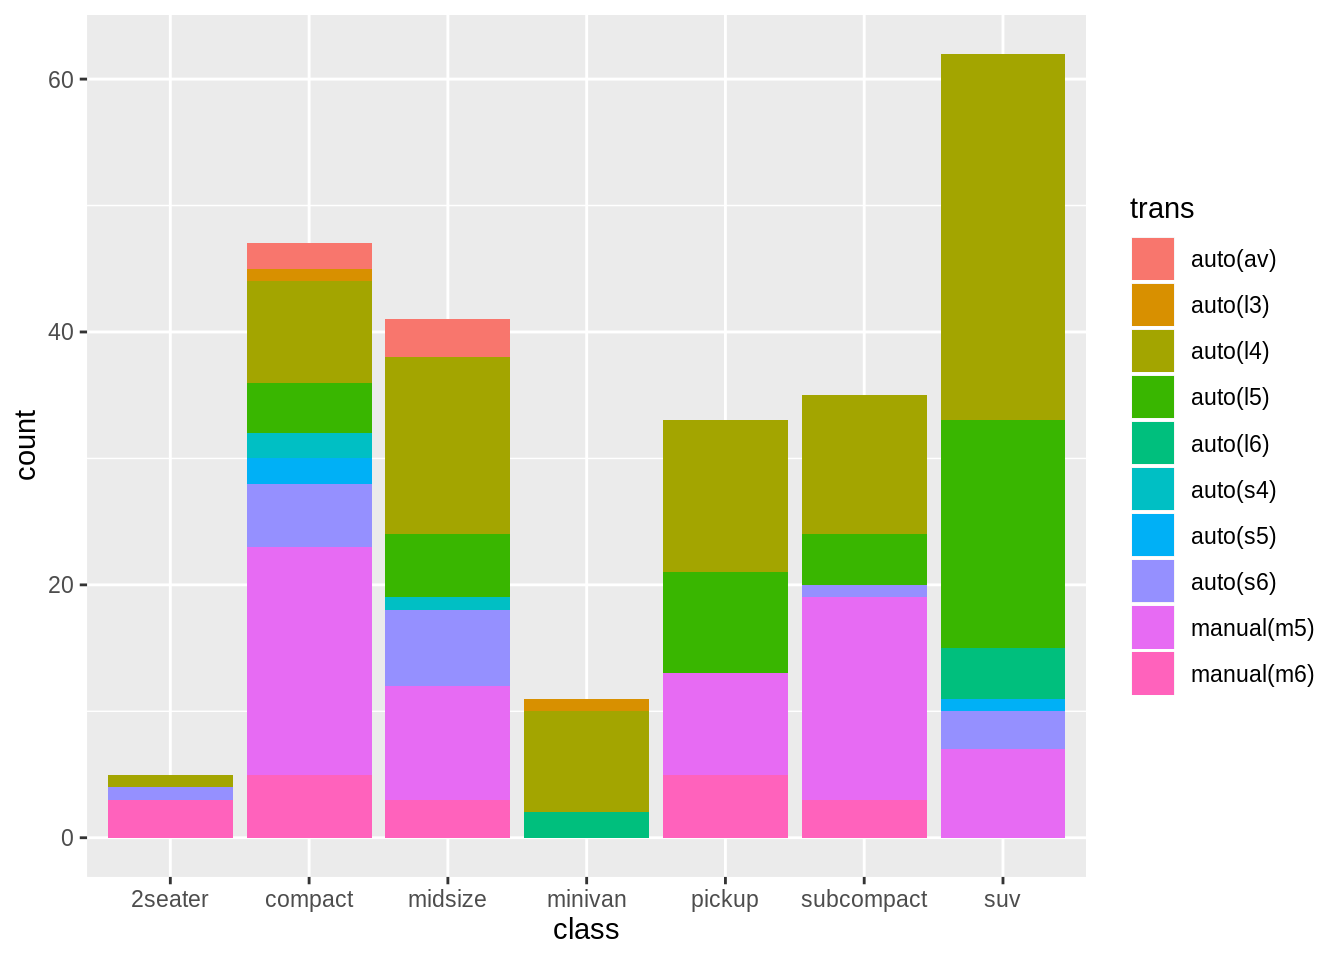 60
40
20
0
count
2seater compact midsize minivan pickup subcompact suv
class
trans
auto(av)
auto(l3)
auto(l4)
auto(l5)
auto(l6)
auto(s4)
auto(s5)
auto(s6)
manual(m5)
manual(m6)